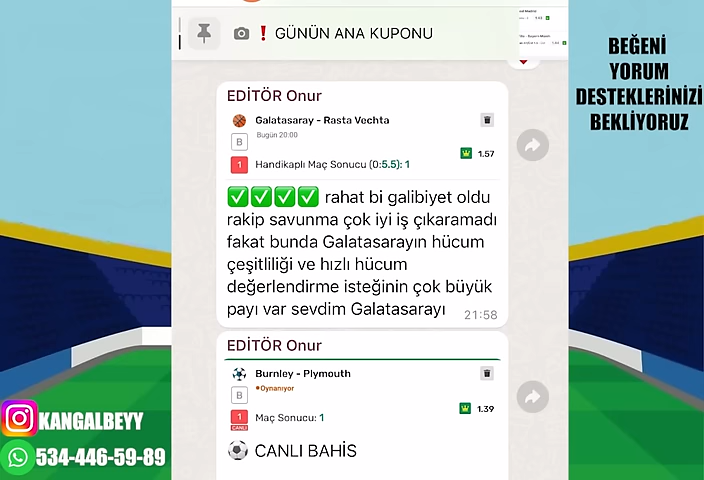 ❗ GÜNÜN ANA KUPONU
BEĞENİ
YORUM
DESTEKLERİNİZİ
BEKLİYORUZ
EDİTÖR Onur
Galatasaray - Rasta Vechta
B
Bugün 20:00
1.57
1
Handikaplı Maç Sonucu (0:5.5): 1
✅✅✅✅ rahat bi galibiyet oldu
rakip savunma çok iyi iş çıkaramadı
fakat bunda Galatasarayın hücum
çeşitliliği ve hızlı hücum
değerlendirme isteğinin çok büyük
payı var sevdim Galatasarayı
21:58
EDİTÖR Onur
Burnley - Plymouth
B
Oynanıyor
1.39
1
CANLI
Maç Sonucu: 1
⚽ CANLI BAHİS
KANGALBEYY
534-446-59-89